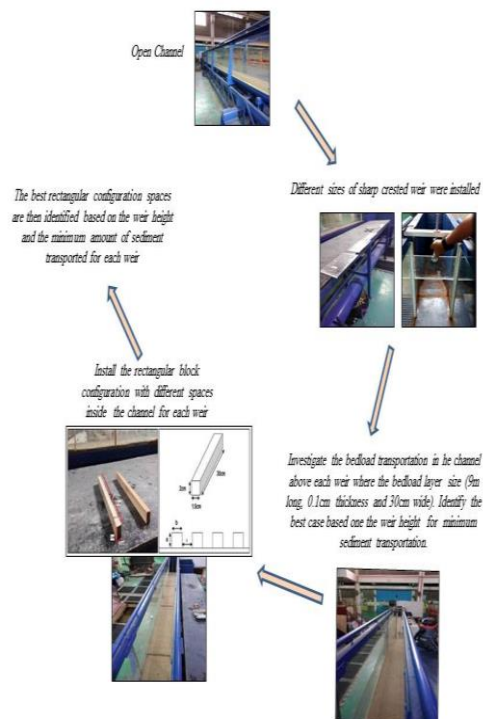 Open Channel
Different sizes of sharp crested weir were installed
Investigate the bedload transportation in he channel
above each weir where the bedload layer size (9m
long, 0.1cm thickness and 30cm wide). Identify the
best case based one the weir height for minimum
sediment transportation.
Install the rectangular block
configuration with different spaces
inside the channel for each weir
30cm
2cm
b
The best rectangular configuration spaces
are then identified based on the weir height
and the minimum amount of sediment
transported for each weir